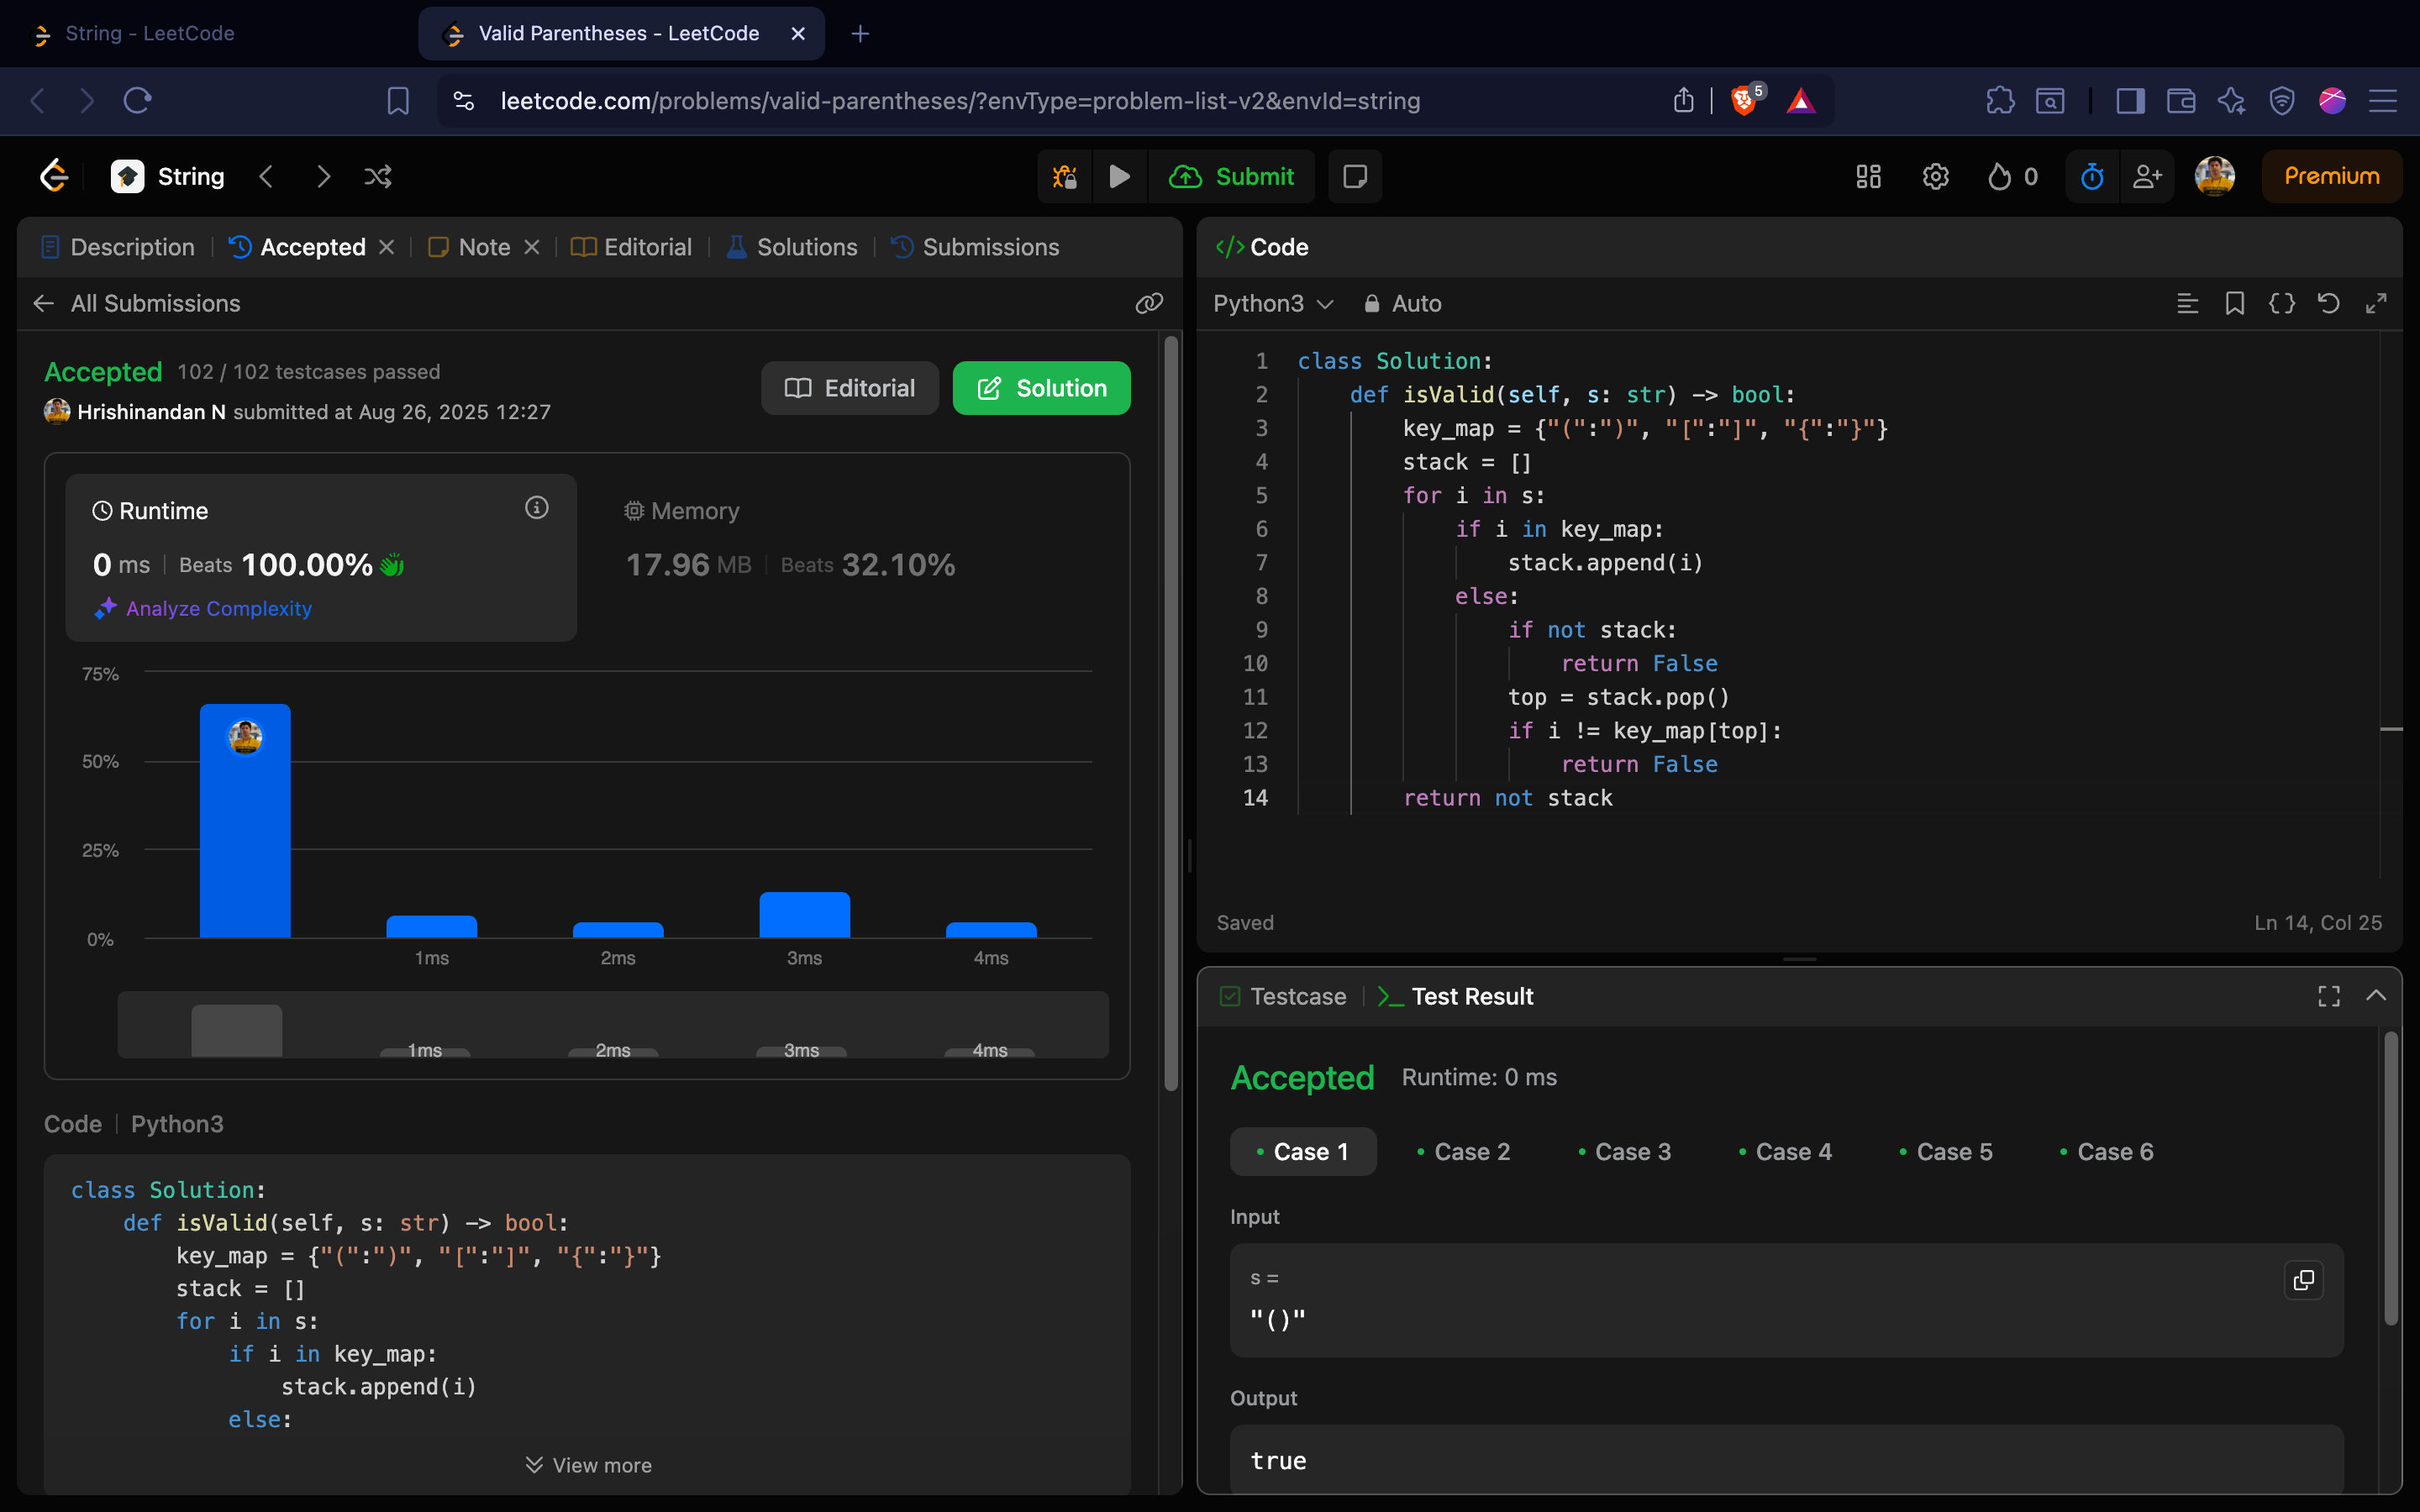 String - LeetCode
Valid Parentheses - LeetCode
leetcode.com/problems/valid-parentheses/?envType=problem-list-v2&envId=string
5
String
Submit
0
Premium
Description
Accepted
Note
Editorial
Solutions
Submissions
All Submissions
Accepted 102 / 102 testcases passed
Hrishinandan N submitted at Aug 26, 2025 12:27
Editorial
Solution
Runtime
0 ms Beats 100.00%
Analyze Complexity
Memory
17.96 MB Beats 32.10%
75%
50%
25%
0%
1ms 2ms 3ms 4ms
1ms 2ms 3ms 4ms
Code Python3
class Solution:
    def isValid(self, s: str) -> bool:
        key_map = {"(":")", "[":"]", "{":"}"}
        stack = []
        for i in s:
            if i in key_map:
                stack.append(i)
            else:
View more
Code
Python3 Auto
1 class Solution:
2     def isValid(self, s: str) -> bool:
3         key_map = {"(":")", "[":"]", "{":"}"}
4         stack = []
5         for i in s:
6             if i in key_map:
7                 stack.append(i)
8             else:
9                 if not stack:
10                     return False
11                 top = stack.pop()
12                 if i != key_map[top]:
13                     return False
14         return not stack
Saved
Ln 14, Col 25
Testcase
Test Result
Accepted Runtime: 0 ms
Case 1 Case 2 Case 3 Case 4 Case 5 Case 6
Input
s =
"()"
Output
true